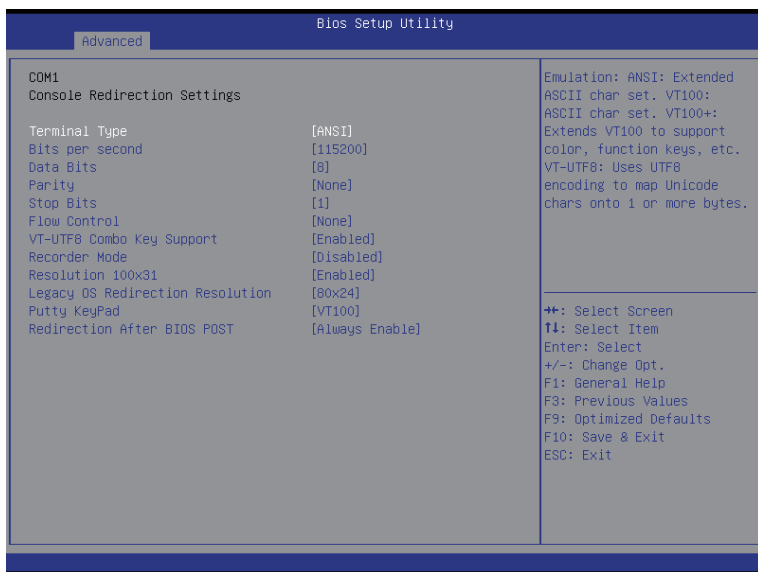 Bios Setup Utility
Advanced
COM1
Console Redirection Settings
Terminal Type [ANSI]
Bits per second [115200]
Data Bits [8]
Parity [None]
Stop Bits [1]
Flow Control [None]
VT-UTF8 Combo Key Support [Enabled]
Recorder Mode [Disabled]
Resolution 100x31 [Enabled]
Legacy OS Redirection Resolution [80x24]
Putty KeyPad [VT100]
Redirection After BIOS POST [Always Enable]
Emulation: ANSI: Extended
ASCII char set. VT100:
ASCII char set. VT100+:
Extends VT100 to support
color, function keys, etc.
VT-UTF8: Uses UTF8
encoding to map Unicode
chars onto 1 or more bytes.
→←: Select Screen
↑↓: Select Item
Enter: Select
+/-: Change Opt.
F1: General Help
F3: Previous Values
F9: Optimized Defaults
F10: Save & Exit
ESC: Exit